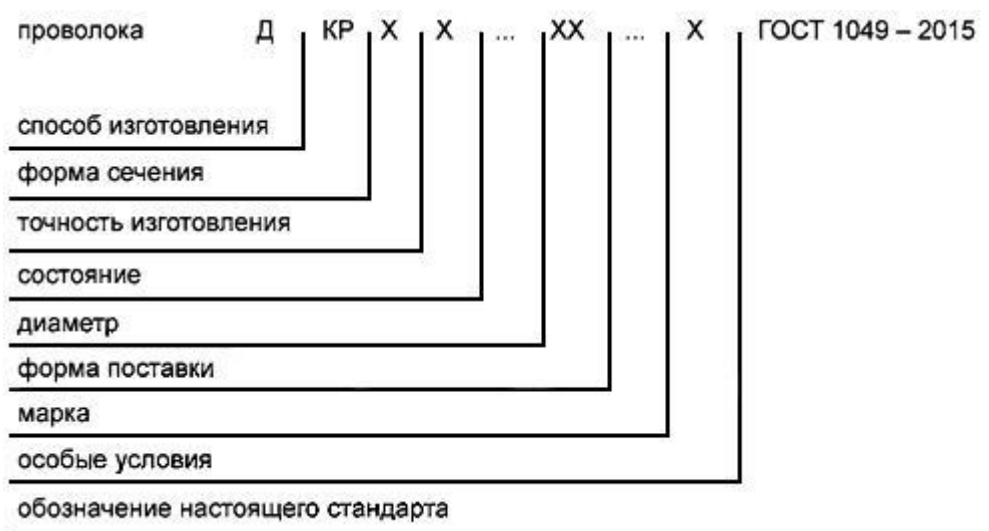 проволока Д КР Х Х ... ХХ ... Х ГОСТ 1049 – 2015
способ изготовления
форма сечения
точность изготовления
состояние
диаметр
форма поставки
марка
особые условия
обозначение настоящего стандарта